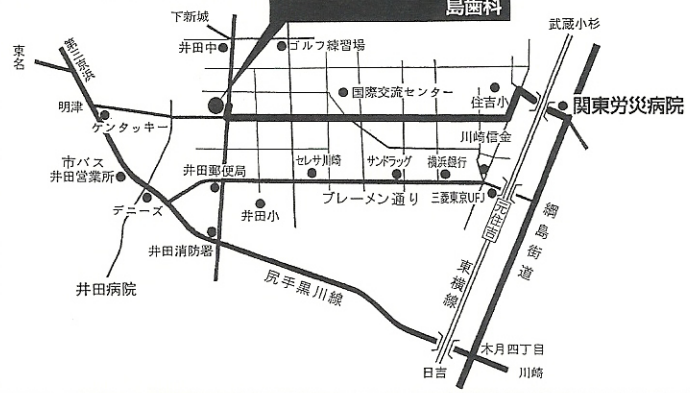 島歯科
下新城
武蔵小杉
東名
第三京浜
井田中
ゴルフ練習場
国際交流センター
住吉小
関東労災病院
明津
ケンタッキー
川崎信金
市バス
井田営業所
井田郵便局
セレサ川崎
サンドラッグ
横浜銀行
デニーズ
井田小
ブレーメン通り
三菱東京UFJ
元住吉
綱島街道
井田消防署
東横線
井田病院
尻手黒川線
木月四丁目
日吉
川崎